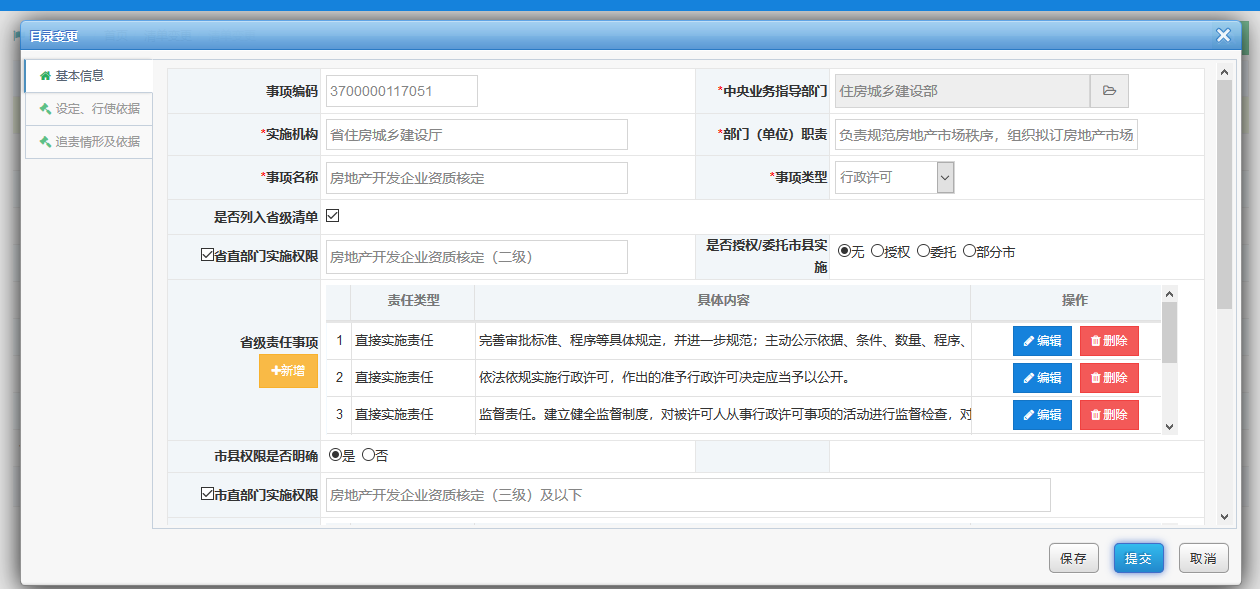 目录变更
基本信息
设定、行使依据
追责情形及依据
事项编码 3700000117051 *中央业务指导部门 住房城乡建设部
*实施机构 省住房城乡建设厅 *部门（单位）职责 负责规范房地产市场秩序，组织拟订房地产市场
*事项名称 房地产开发企业资质核定 *事项类型 行政许可
是否列入省级清单
省直部门实施权限 房地产开发企业资质核定（二级） 是否授权/委托市县实
施 无 授权 委托 部分市
责任类型 具体内容 操作
省级责任事项
新增
1 直接实施责任 完善审批标准、程序等具体规定，并进一步规范；主动公示依据、条件、数量、程序、 编辑 删除
2 直接实施责任 依法依规实施行政许可，作出的准予行政许可决定应当予以公开。 编辑 删除
3 直接实施责任 监督责任。建立健全监督制度，对被许可人从事行政许可事项的活动进行监督检查，对 编辑 删除
市县权限是否明确 是 否
市直部门实施权限 房地产开发企业资质核定（三级）及以下
保存 提交 取消